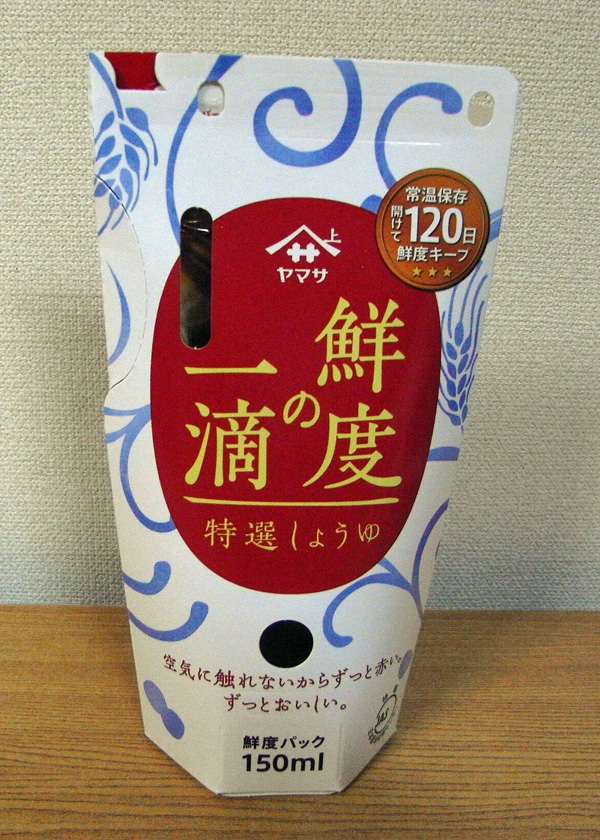 常温保存
開けて
120日
鮮度キープ
上
ヤマサ
鮮度の
一滴
特選しょうゆ
空気に触れないからずっと赤い。
ずっとおいしい。
鮮度パック
150ml
JAS